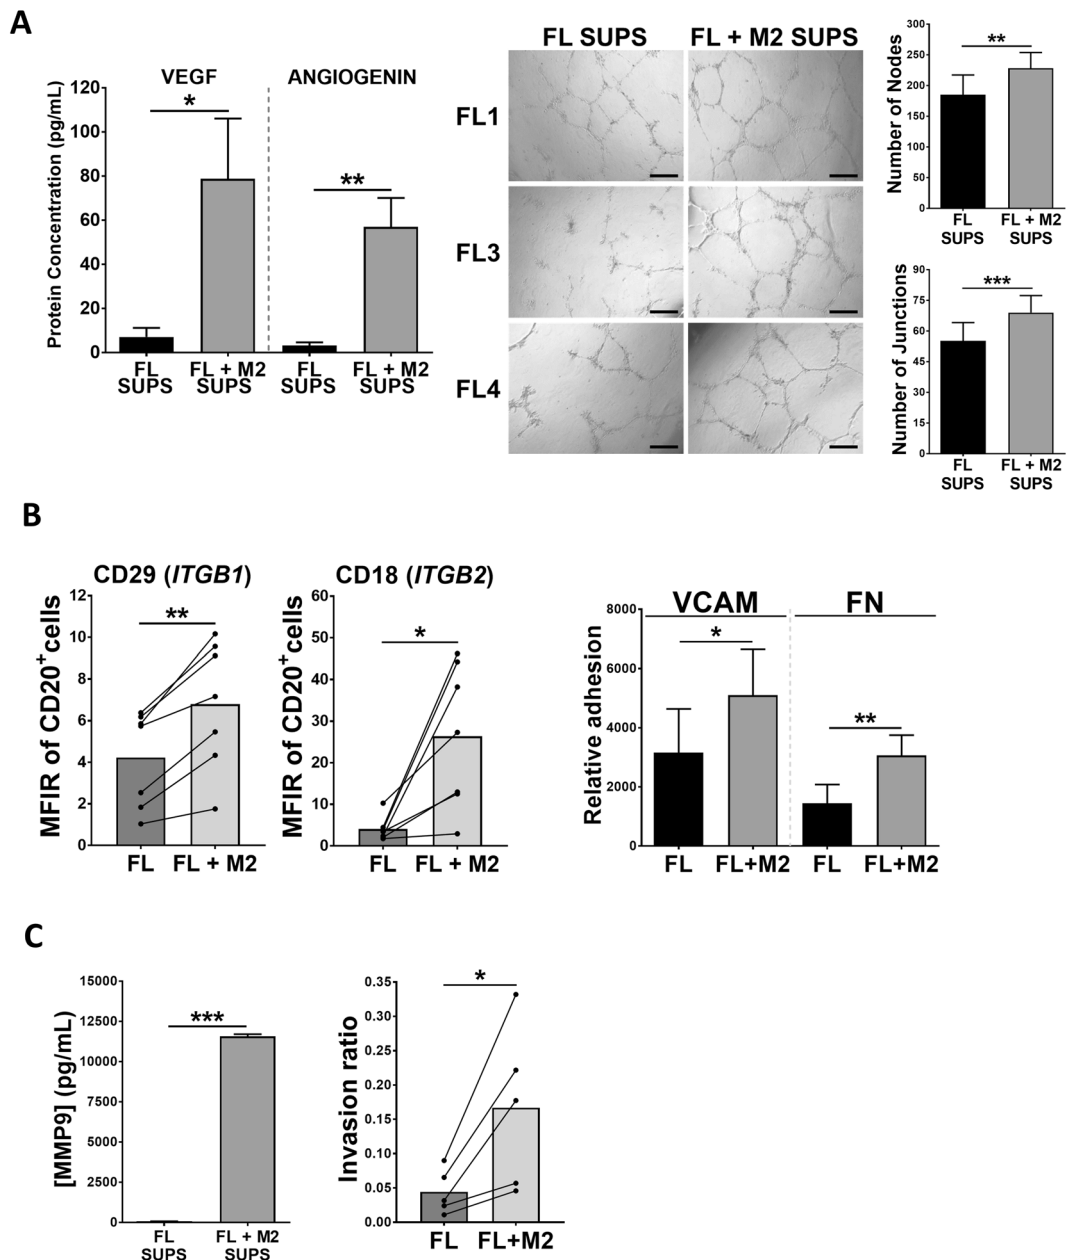 A
VEGF
ANGIOGENIN
Protein Concentration (pg/mL)
120
100
80
60
40
20
0
*
**
FL
SUPS
FL + M2
SUPS
FL
SUPS
FL + M2
SUPS
FL SUPS
FL + M2 SUPS
FL1
FL3
FL4
Number of Nodes
300
250
200
150
100
50
0
**
FL
SUPS
FL + M2
SUPS
Number of Junctions
90
75
60
45
30
15
0
***
FL
SUPS
FL + M2
SUPS
B
CD29 (ITGB1)
MFIR of CD20+cells
12
10
8
6
4
2
0
**
FL
FL + M2
CD18 (ITGB2)
MFIR of CD20+cells
60
50
40
30
20
10
0
*
FL
FL + M2
VCAM
FN
Relative adhesion
8000
6000
4000
2000
0
*
**
FL
FL+M2
FL
FL+M2
C
[MMP9] (pg/mL)
15000
12500
10000
7500
5000
2500
0
***
FL
SUPS
FL + M2
SUPS
Invasion ratio
0.35
0.30
0.25
0.20
0.15
0.10
0.05
0.00
*
FL
FL+M2